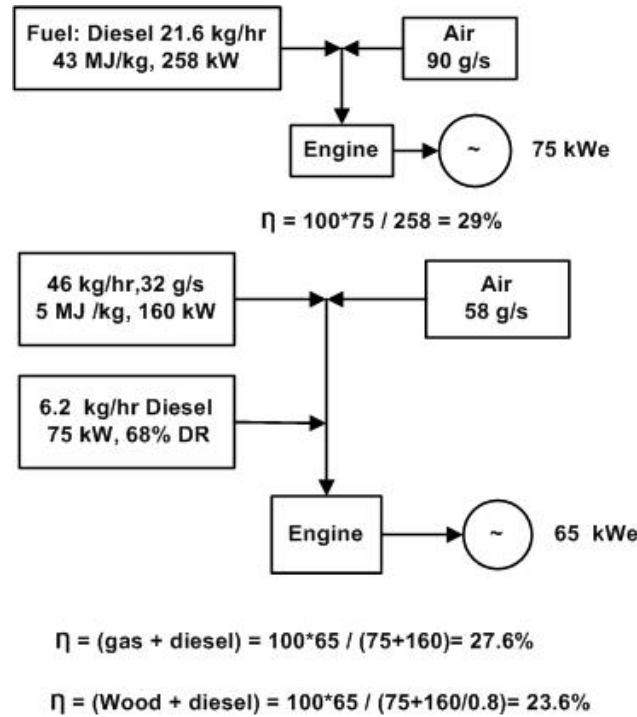 Fuel: Diesel 21.6 kg/hr
43 MJ/kg, 258 kW
Air
90 g/s
Engine
~
75 kWe
η = 100*75 / 258 = 29%
46 kg/hr,32 g/s
5 MJ /kg, 160 kW
Air
58 g/s
6.2 kg/hr Diesel
75 kW, 68% DR
Engine
~
65 kWe
η = (gas + diesel) = 100*65 / (75+160)= 27.6%
η = (Wood + diesel) = 100*65 / (75+160/0.8)= 23.6%